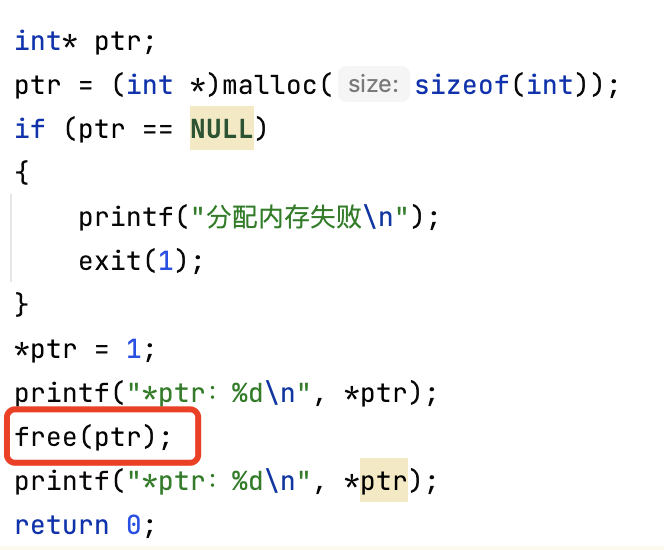 int* ptr;
ptr = (int *)malloc( size: sizeof(int));
if (ptr == NULL)
{
    printf("分配内存失败\n");
    exit(1);
}
*ptr = 1;
printf("*ptr: %d\n", *ptr);
free(ptr);
printf("*ptr: %d\n", *ptr);
return 0;